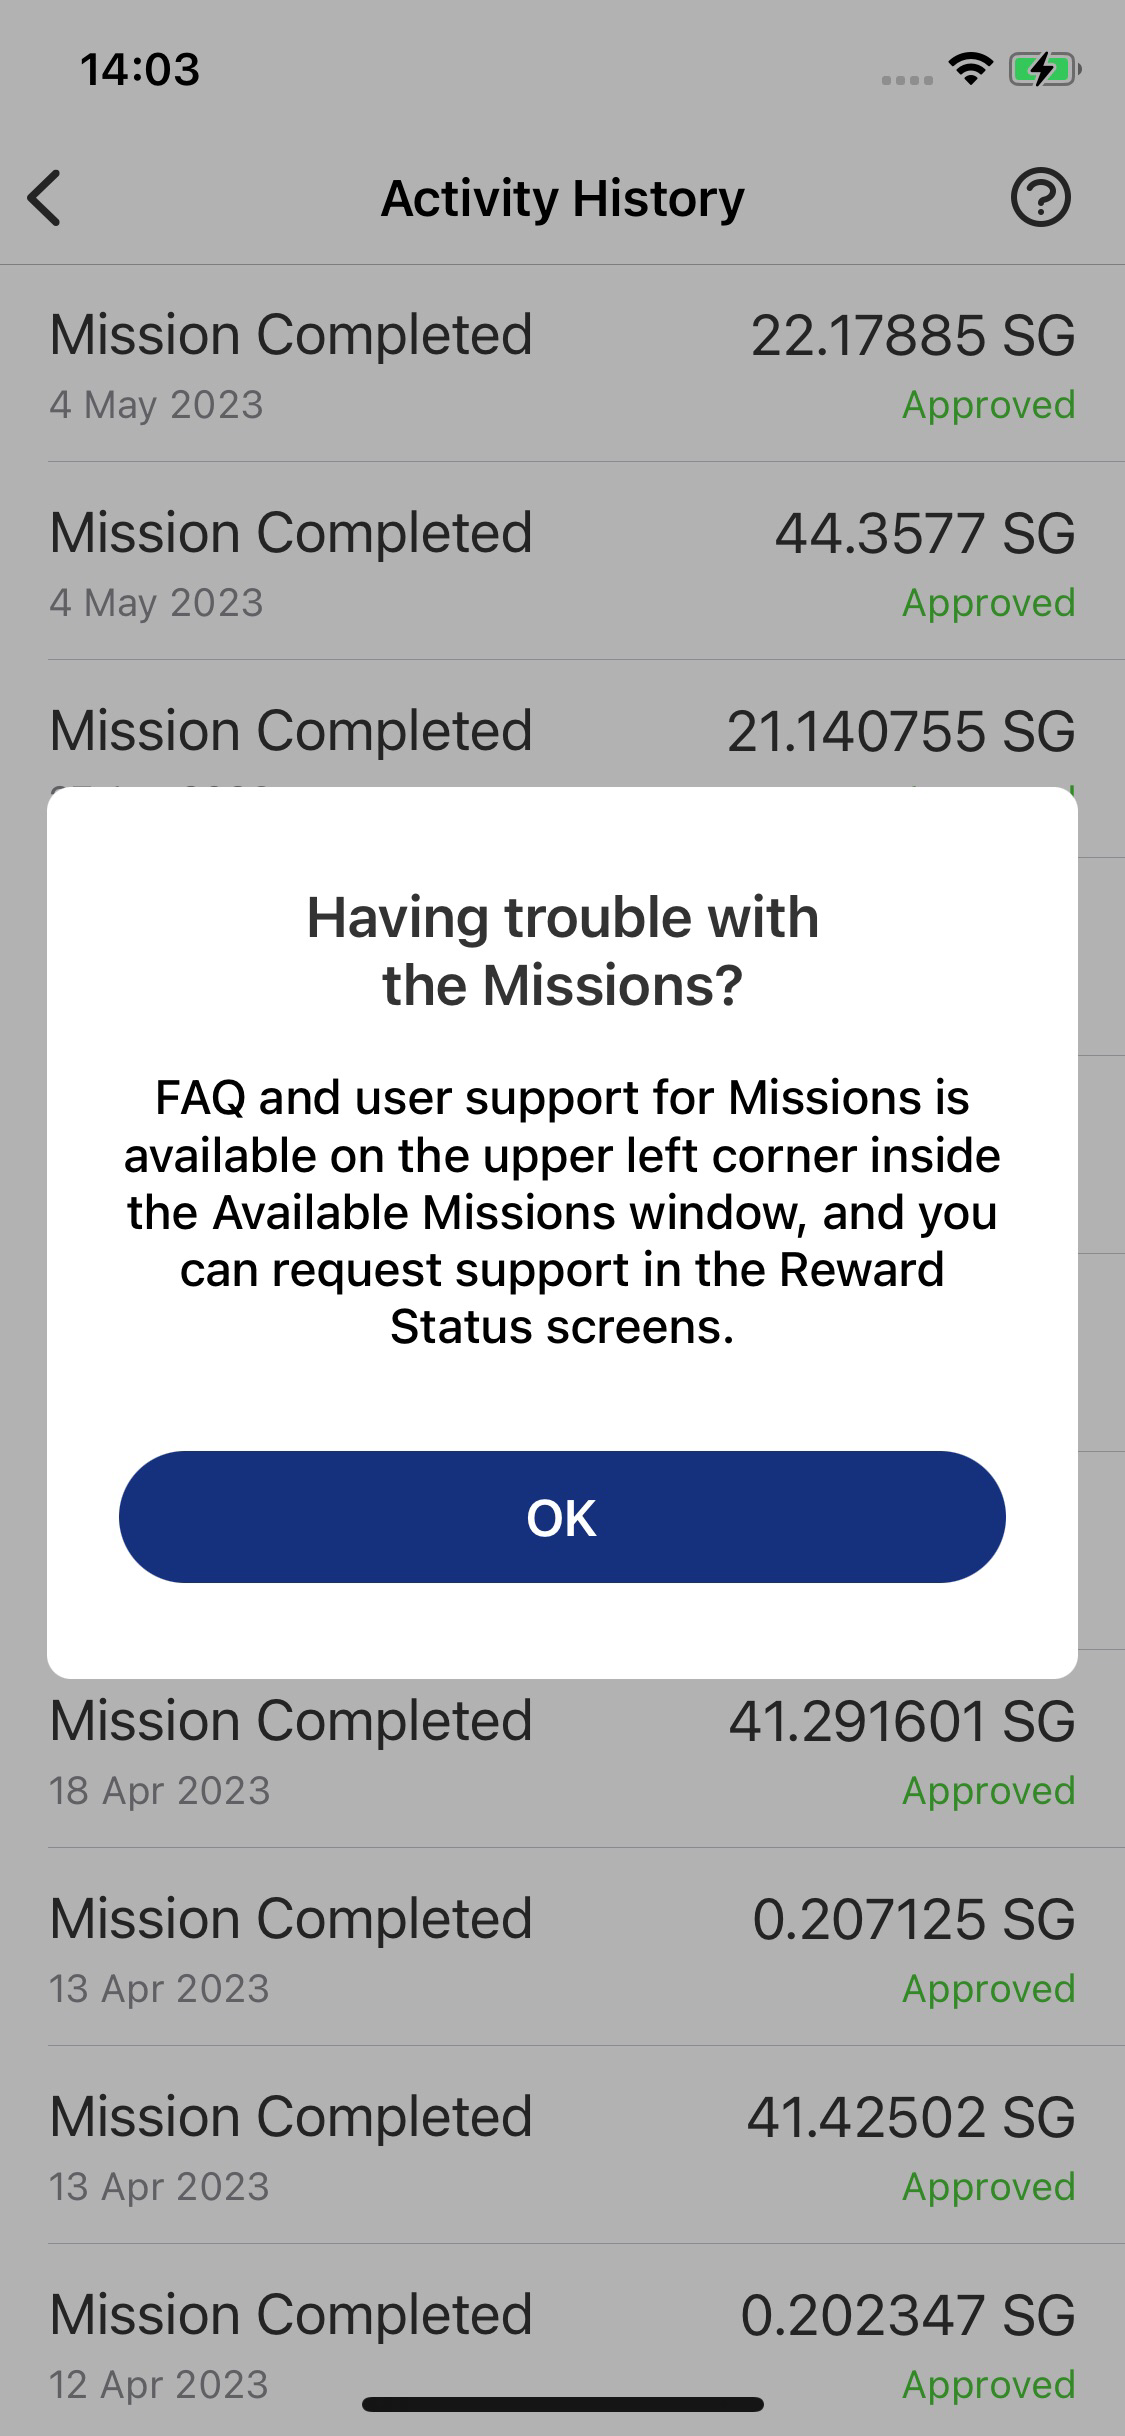 14:03
Activity History
Mission Completed 22.17885 SG
4 May 2023 Approved
Mission Completed 44.3577 SG
4 May 2023 Approved
Mission Completed 21.140755 SG
Having trouble with
the Missions?
FAQ and user support for Missions is
available on the upper left corner inside
the Available Missions window, and you
can request support in the Reward
Status screens.
OK
Mission Completed 41.291601 SG
18 Apr 2023 Approved
Mission Completed 0.207125 SG
13 Apr 2023 Approved
Mission Completed 41.42502 SG
13 Apr 2023 Approved
Mission Completed 0.202347 SG
12 Apr 2023 Approved